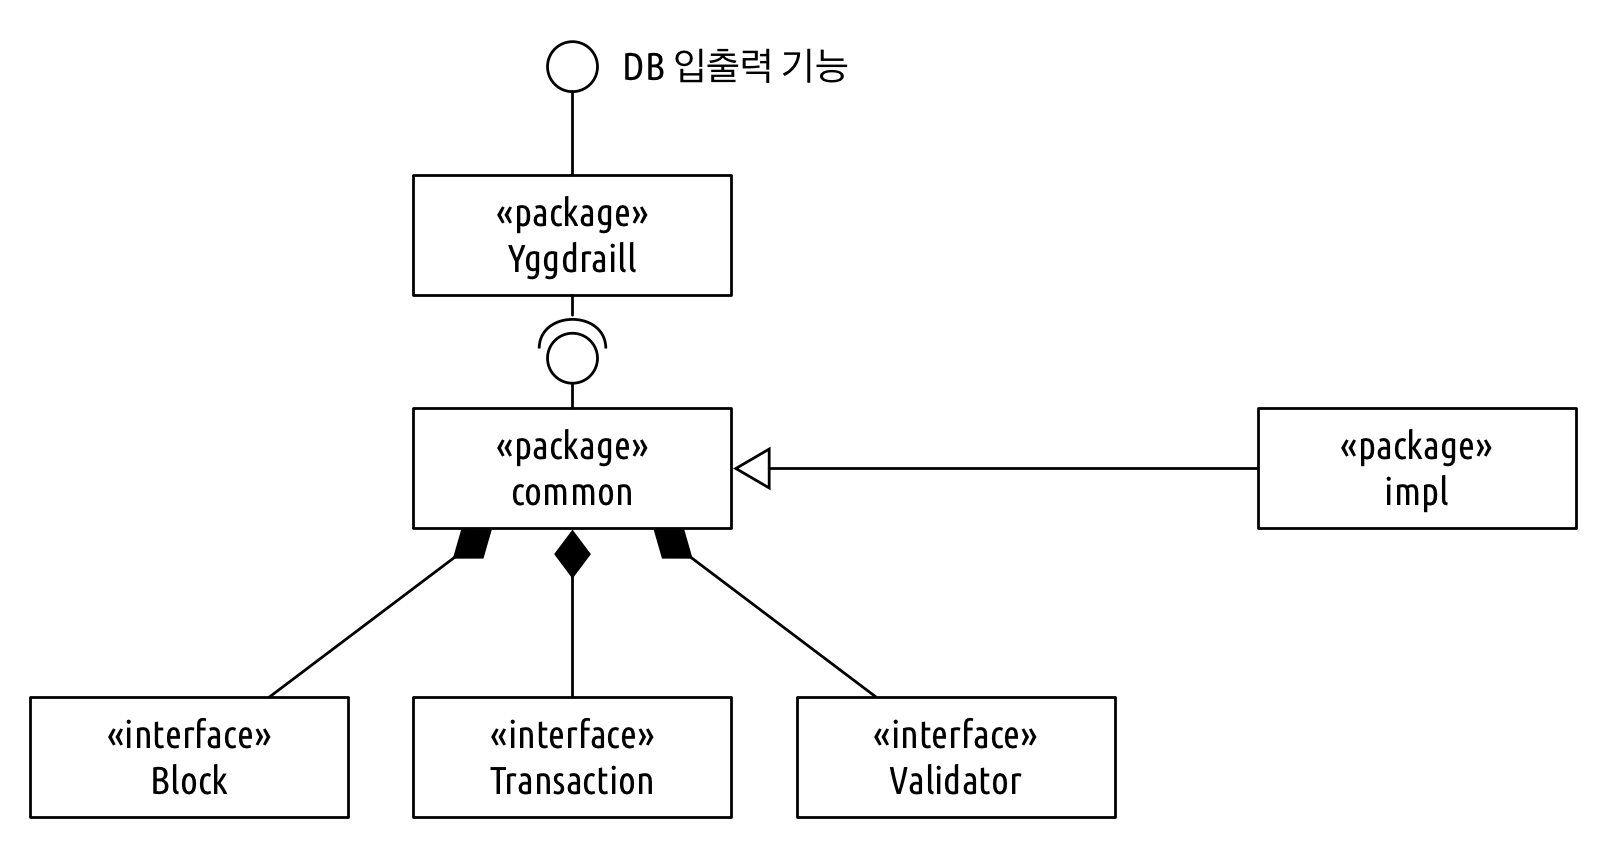 DB 입출력 기능
«package»
Yggdraill
«package»
common
«package»
impl
«interface»
Block
«interface»
Transaction
«interface»
Validator